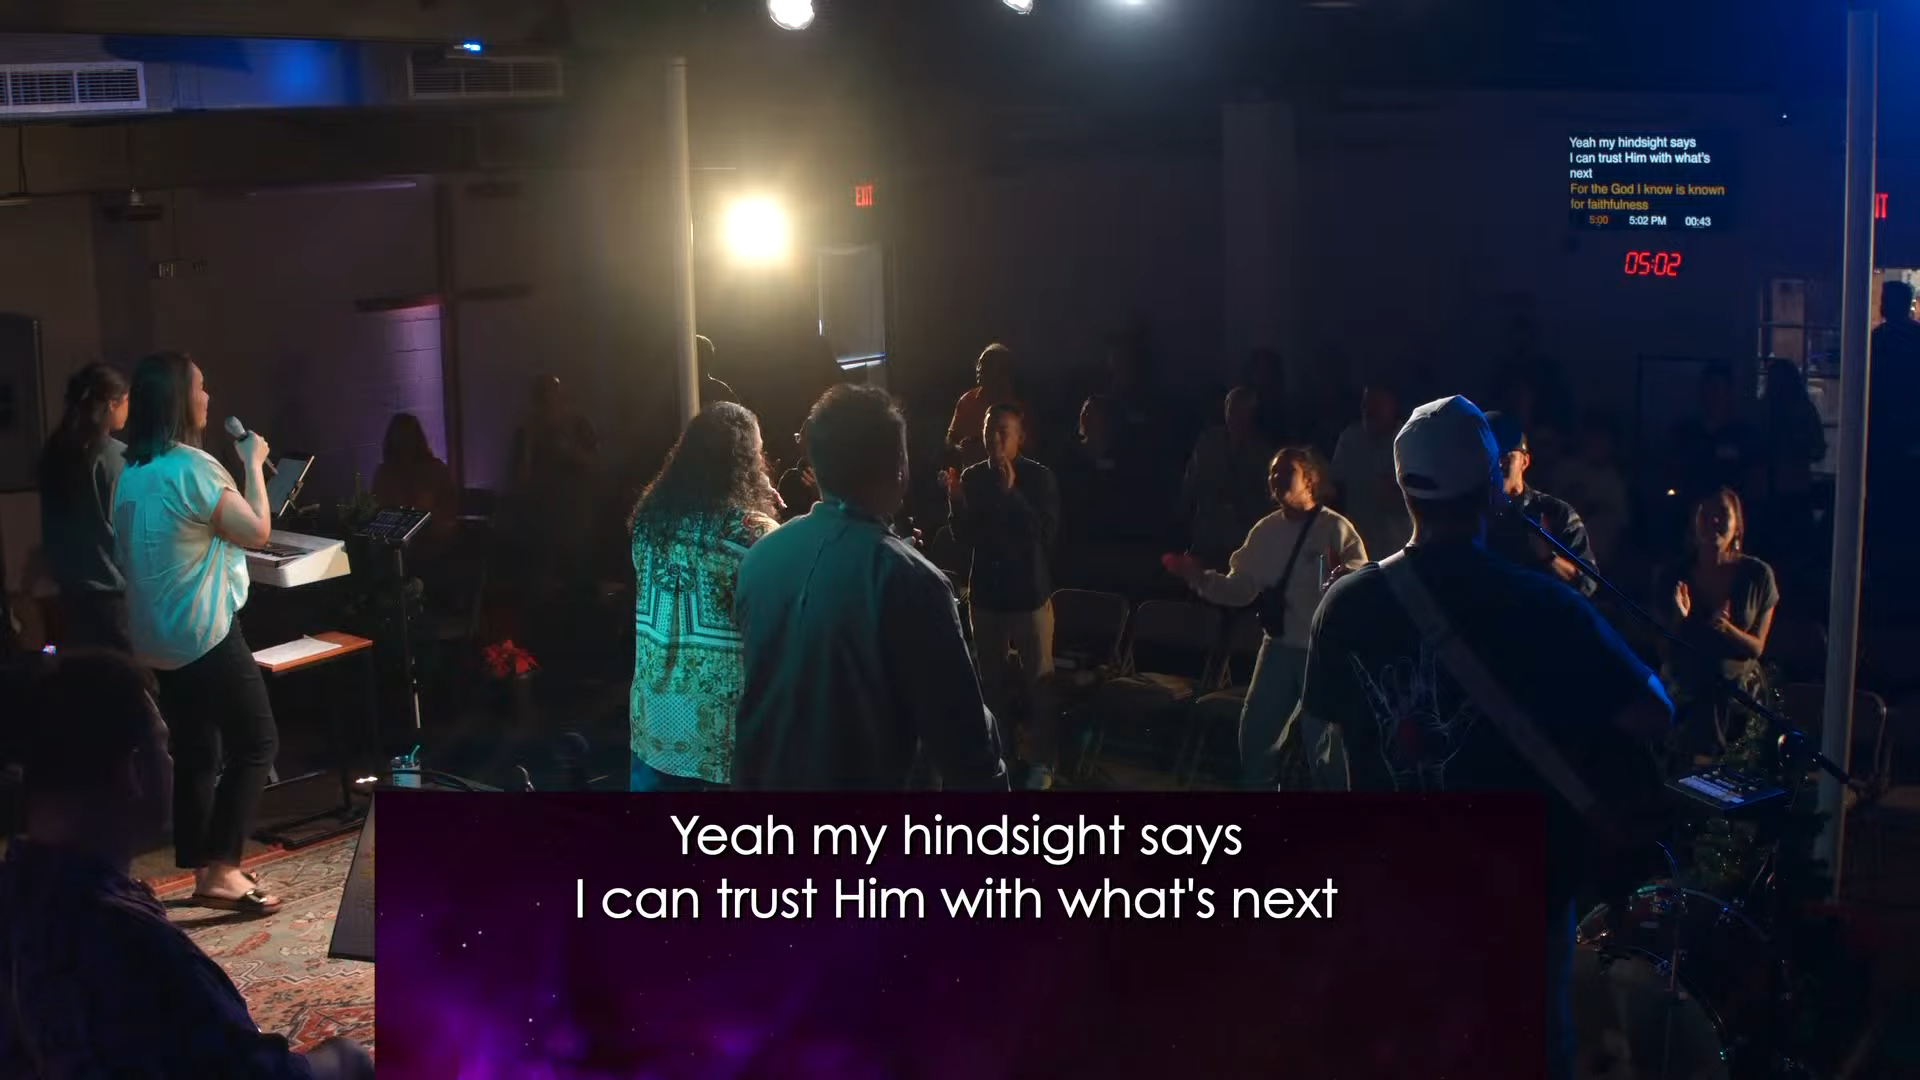 EXIT
Yeah my hindsight says
I can trust Him with what's
next
For the God I know is known
for faithfulness
5:00 5:02 PM 00:43
05:02
IT
Yeah my hindsight says
I can trust Him with what's next